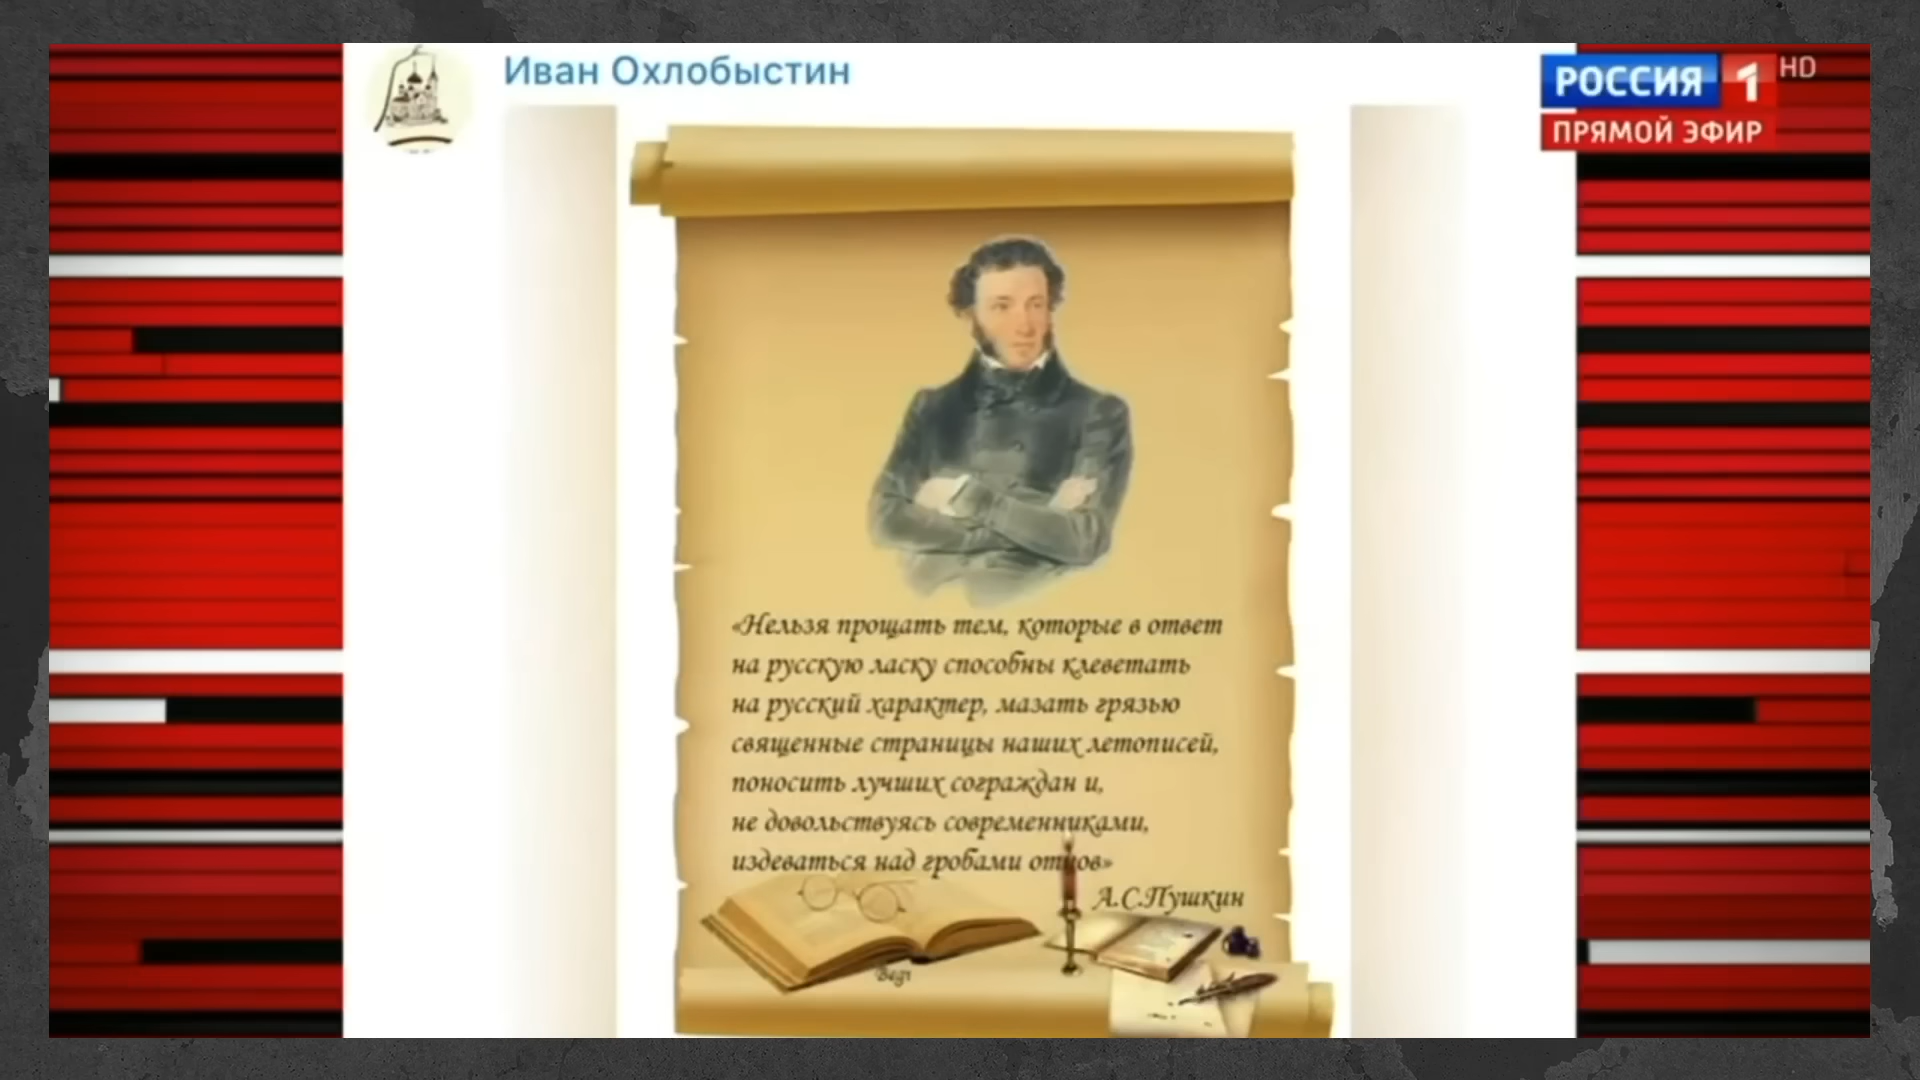 Иван Охлобыстин
РОССИЯ 1 HD
ПРЯМОЙ ЭФИР
«Нельзя прощать тем, которые в ответ
на русскую ласку способны клеветать
на русский характер, мазать грязью
священные страницы наших летописей,
поносить лучших сограждан и,
не довольствуясь современниками,
издеваться над гробами отцов»
А.С.Пушкин